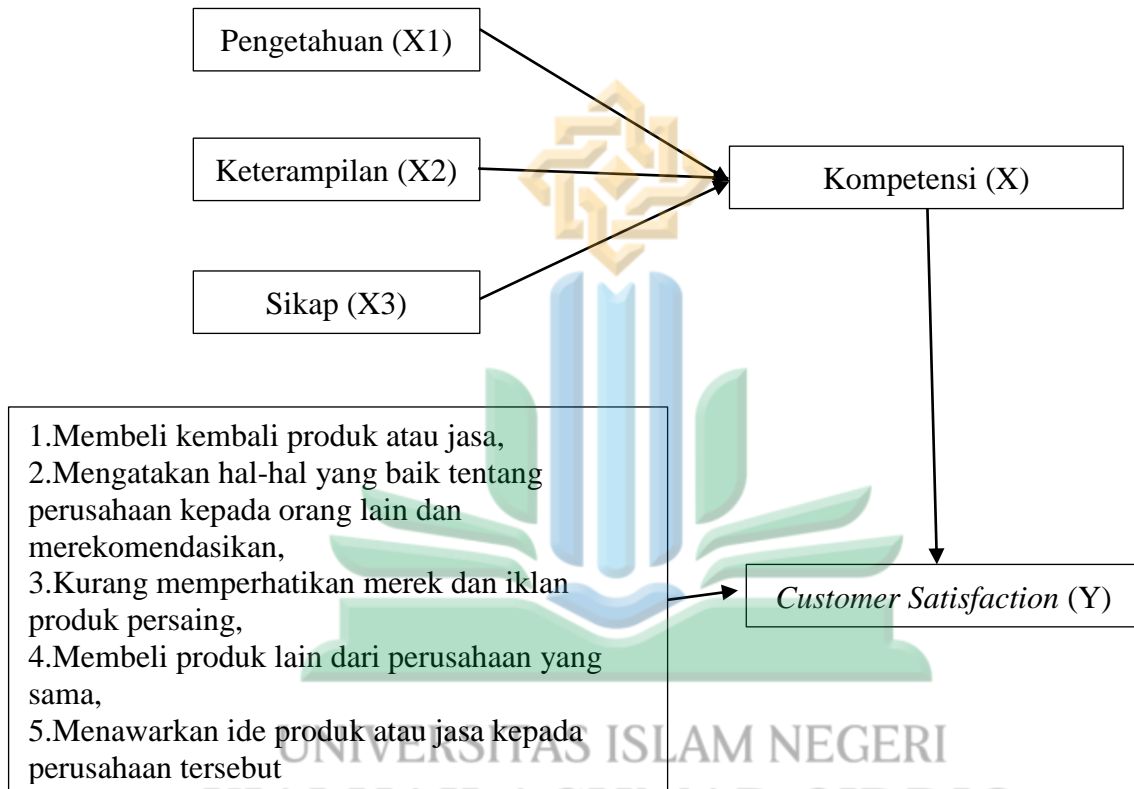 Pengetahuan (X1)
Keterampilan (X2)
Kompetensi (X)
Sikap (X3)
1.Membeli kembali produk atau jasa,
2.Mengatakan hal-hal yang baik tentang
perusahaan kepada orang lain dan
merekomendasikan,
3.Kurang memperhatikan merek dan iklan
produk persaing,
4.Membeli produk lain dari perusahaan yang
sama,
5.Menawarkan ide produk atau jasa kepada
perusahaan tersebut
Customer Satisfaction (Y)
UNIVERSITAS ISLAM NEGERI